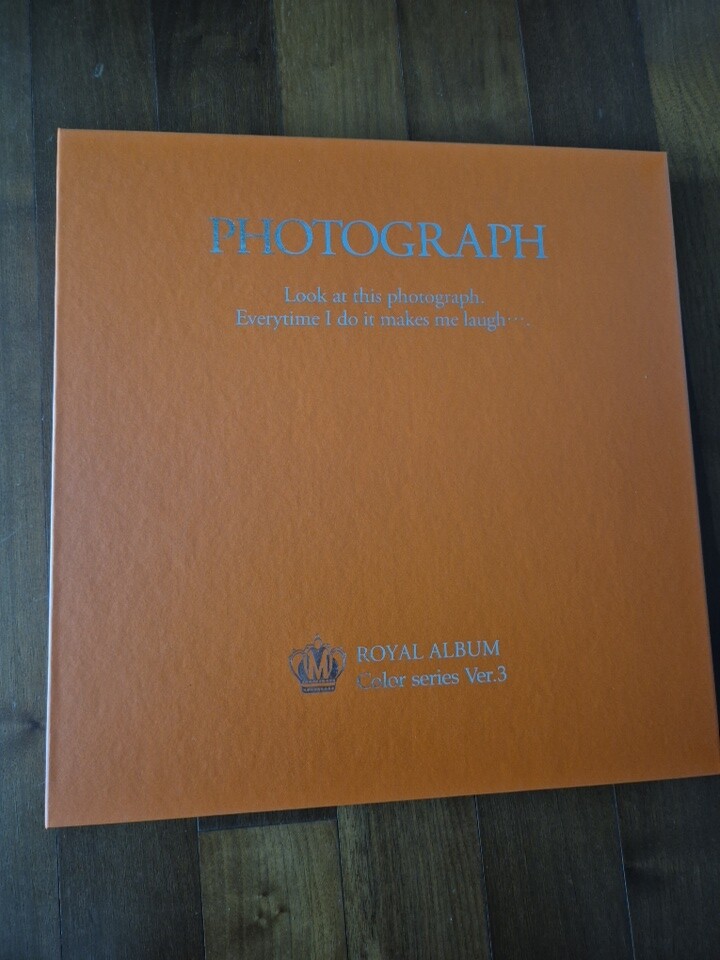 PHOTOGRAPH
Look at this photograph.
Everytime I do it makes me laugh….
M
ROYAL ALBUM
Color series Ver.3